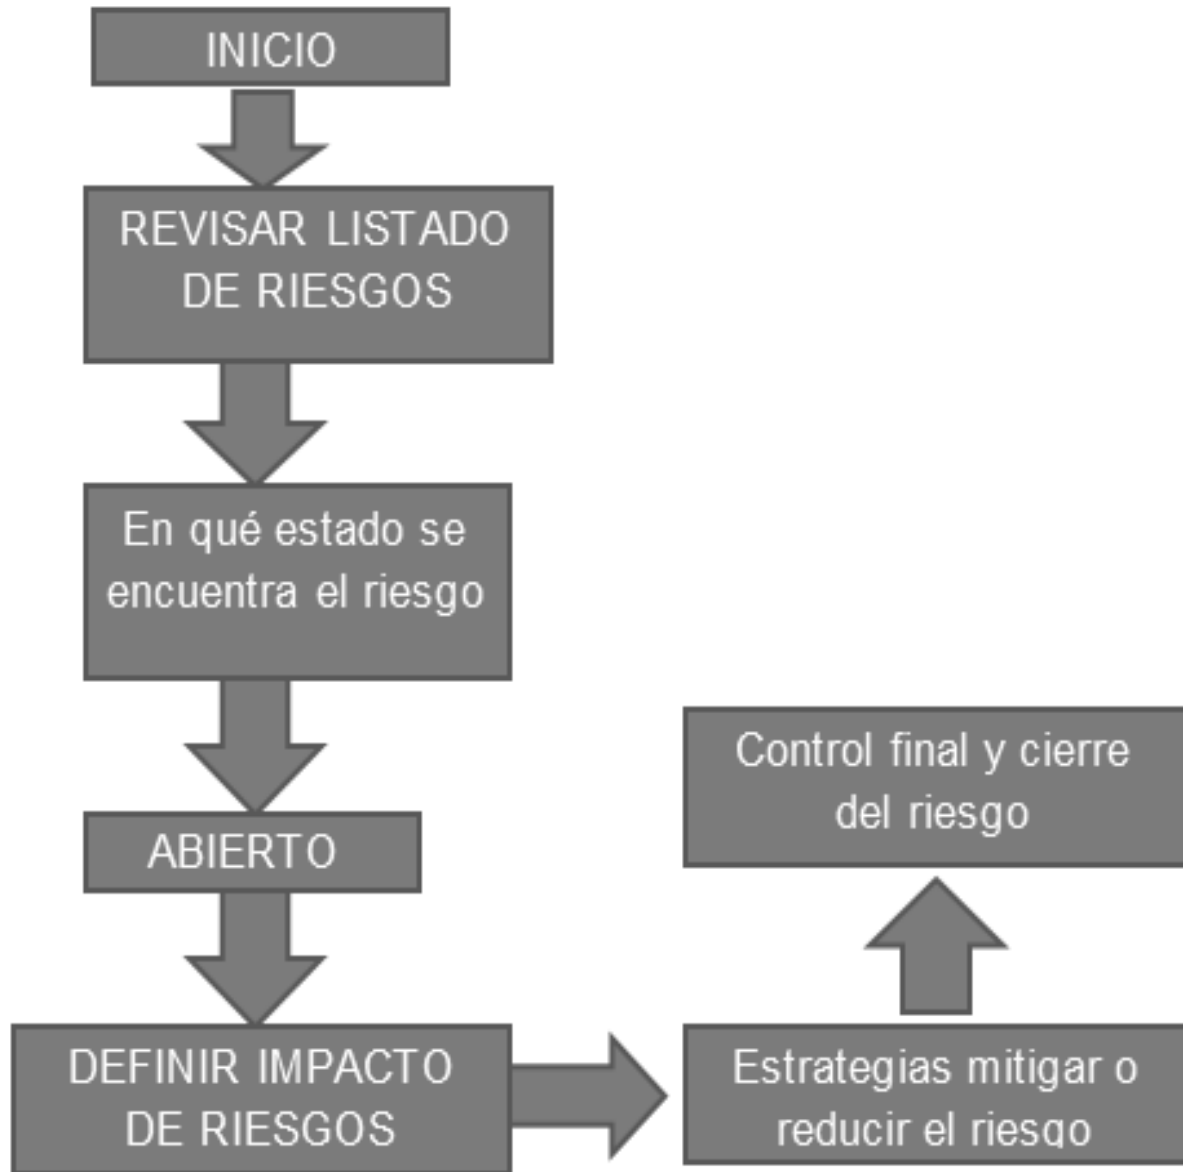 INICIO
REVISAR LISTADO
DE RIESGOS
En qué estado se
encuentra el riesgo
ABIERTO
DEFINIR IMPACTO
DE RIESGOS
Estrategias mitigar o
reducir el riesgo
Control final y cierre
del riesgo